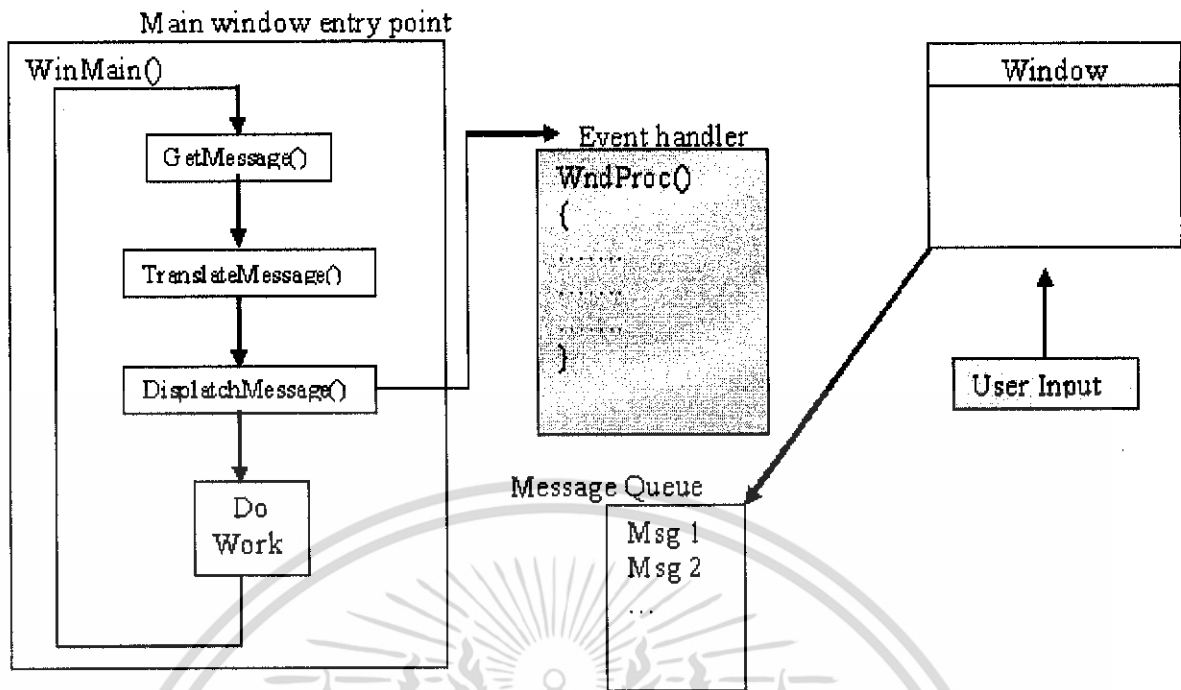 Main window entry point
WinMain()
GetMessage()
TranslateMessage()
DisplatchMessage()
Do
Work
Event handler
WndProc()
{
.......
.......
.......
}
Window
User Input
Message Queue
Msg 1
Msg 2
...